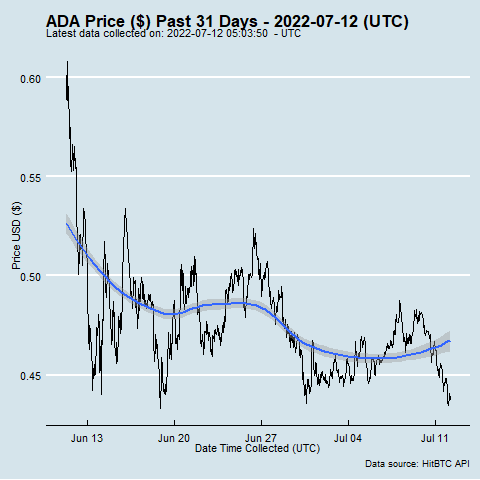 ADA Price ($) Past 31 Days - 2022-07-12 (UTC)
Latest data collected on: 2022-07-12 05:03:50 - UTC
0.60
0.55
0.50
0.45
Price USD ($)
Jun 13
Jun 20
Jun 27
Jul 04
Jul 11
Date Time Collected (UTC)
Data source: HitBTC API